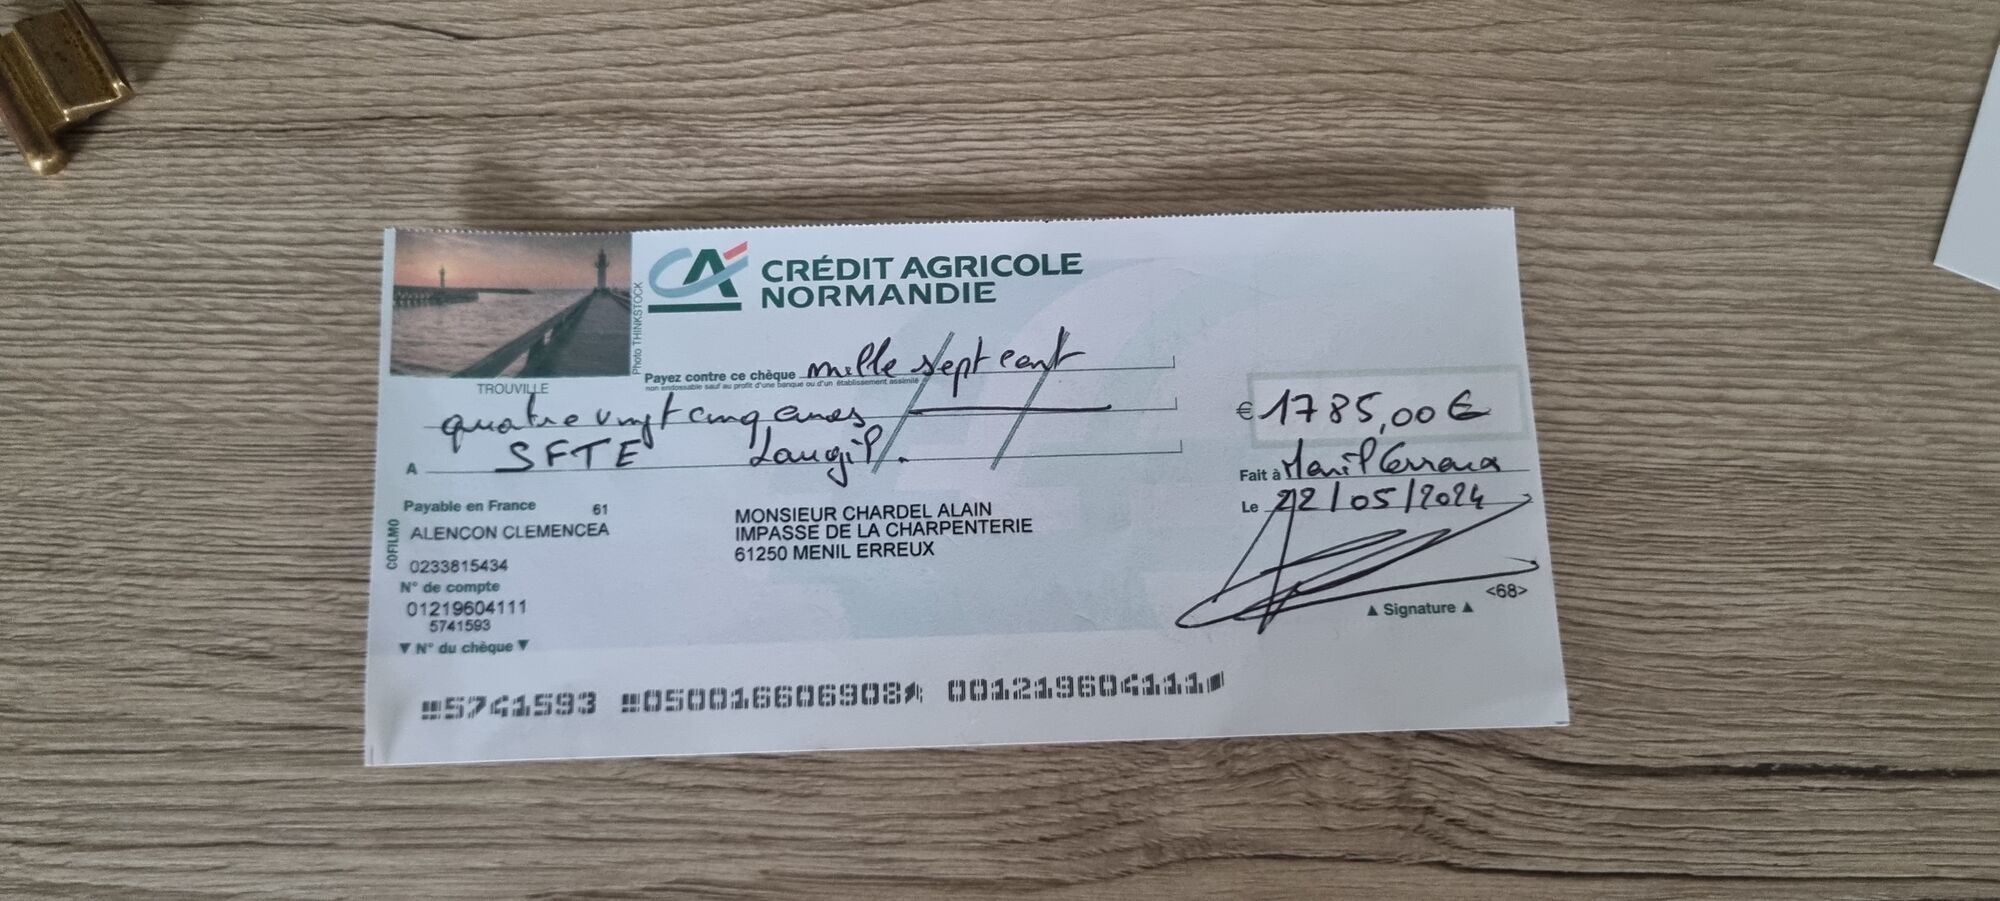 CRÉDIT AGRICOLE
NORMANDIE
Photo THINKSTOCK
TROUVILLE
Payez contre ce chèque mille sept cent
non endossable sauf au profit d'une banque ou d'un établissement assimilé
quatre vingt cinq euros
€ 1785,00 €
A SFTE Laugil.
Fait à Menil Erreux
Le 22/05/2024
Payable en France 61
ALENCON CLEMENCEA
0233815434
N° de compte
01219604111
5741593
▼ N° du chèque ▼
COFILMO
MONSIEUR CHARDEL ALAIN
IMPASSE DE LA CHARPENTERIE
61250 MENIL ERREUX
<68>
▲ Signature ▲
5741593 050016606908 001219604111